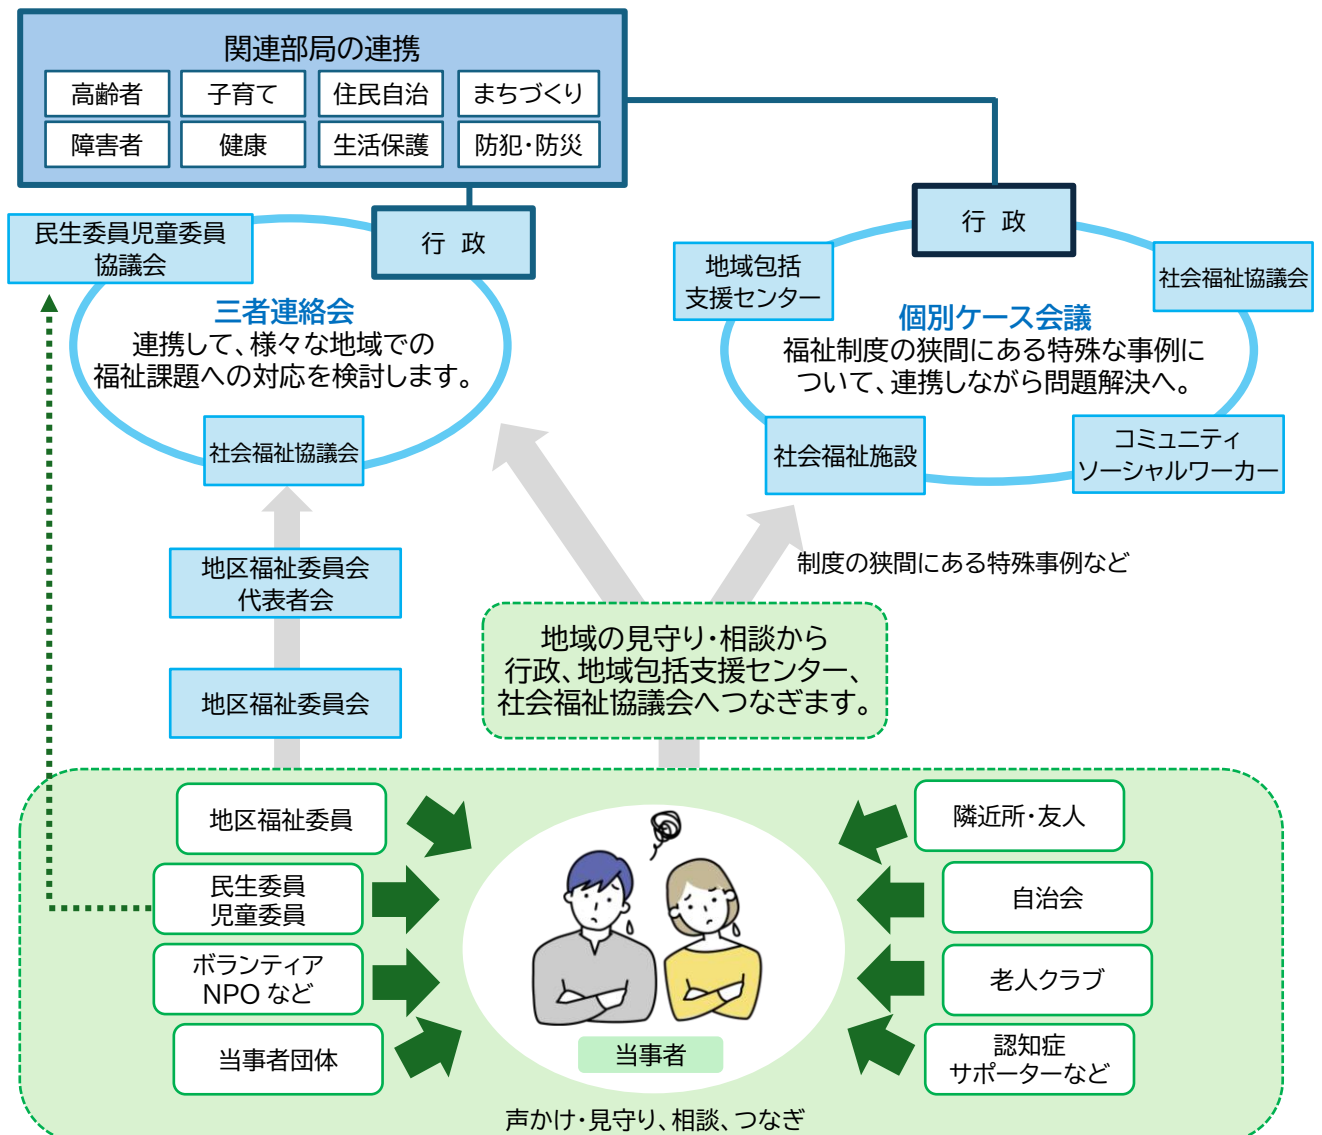 関連部局の連携
高齢者
子育て
住民自治
まちづくり
障害者
健康
生活保護
防犯・防災
民生委員児童委員
協議会
行 政
三者連絡会
連携して、様々な地域での
福祉課題への対応を検討します。
社会福祉協議会
行 政
地域包括
支援センター
社会福祉協議会
個別ケース会議
福祉制度の狭間にある特殊な事例に
ついて、連携しながら問題解決へ。
社会福祉施設
コミュニティ
ソーシャルワーカー
制度の狭間にある特殊事例など
地区福祉委員会
代表者会
地区福祉委員会
地域の見守り・相談から
行政、地域包括支援センター、
社会福祉協議会へつなぎます。
地区福祉委員
民生委員
児童委員
ボランティア
NPO など
当事者団体
隣近所・友人
自治会
老人クラブ
認知症
サポーターなど
当事者
声かけ・見守り、相談、つなぎ